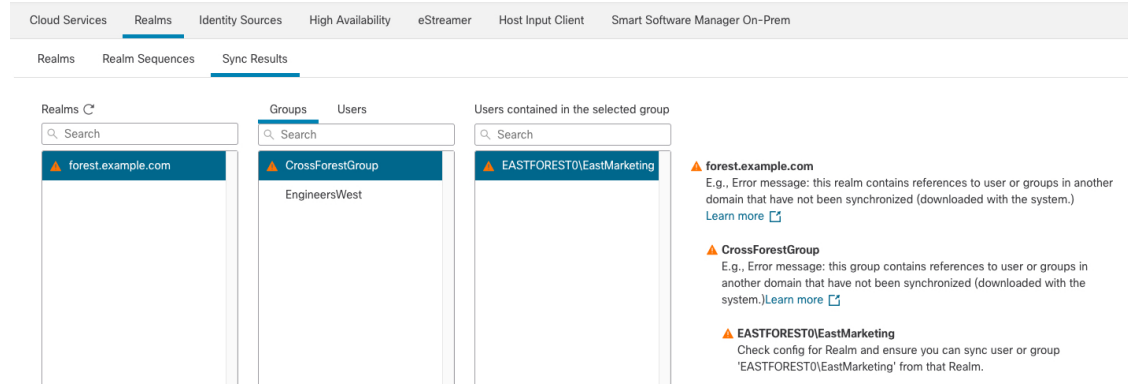 Cloud Services Realms Identity Sources High Availability eStreamer Host Input Client Smart Software Manager On-Prem
Realms Realm Sequences Sync Results
Realms
Search
forest.example.com
Groups Users
Search
CrossForestGroup
EngineersWest
Users contained in the selected group
Search
EASTFOREST0\EastMarketing
forest.example.com
E.g., Error message: this realm contains references to user or groups in another
domain that have not been synchronized (downloaded with the system.)
Learn more
CrossForestGroup
E.g., Error message: this group contains references to user or groups in
another domain that have not been synchronized (downloaded with the
system.)Learn more
EASTFOREST0\EastMarketing
Check config for Realm and ensure you can sync user or group
'EASTFOREST0\EastMarketing' from that Realm.